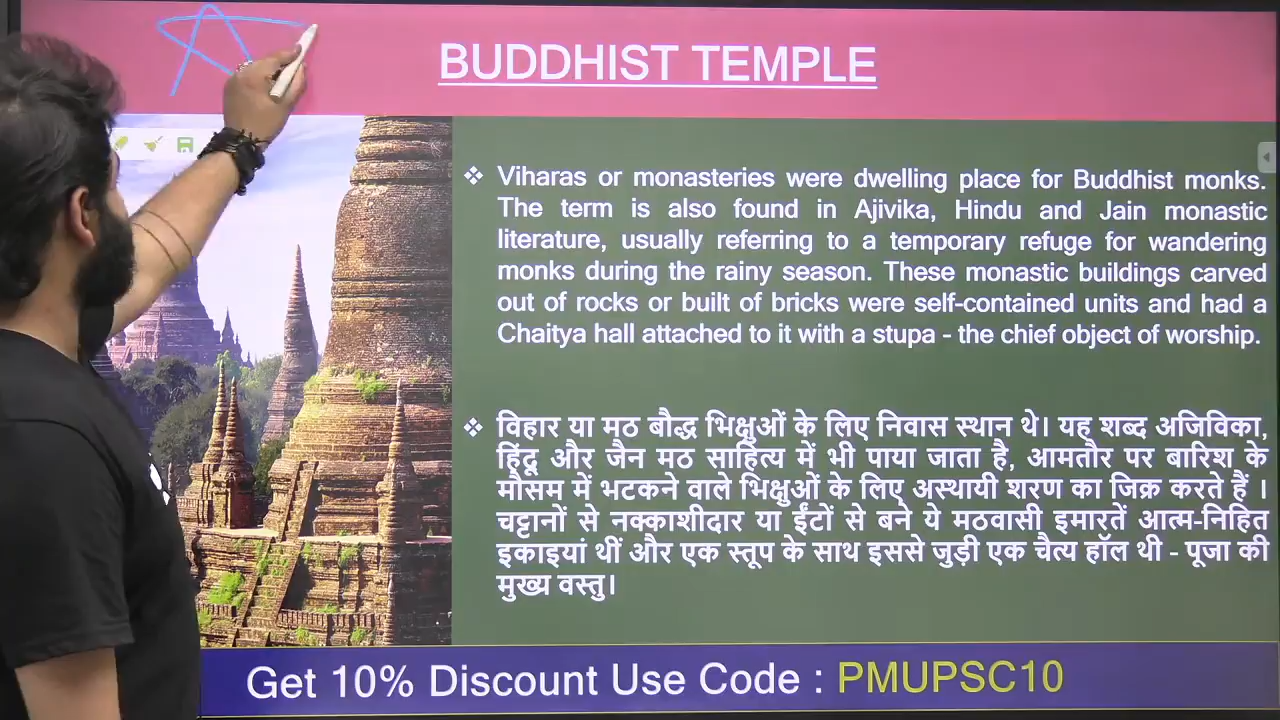 BUDDHIST TEMPLE
❖ Viharas or monasteries were dwelling place for Buddhist monks.
The term is also found in Ajivika, Hindu and Jain monastic
literature, usually referring to a temporary refuge for wandering
monks during the rainy season. These monastic buildings carved
out of rocks or built of bricks were self-contained units and had a
Chaitya hall attached to it with a stupa - the chief object of worship.
❖ विहार या मठ बौद्ध भिक्षुओं के लिए निवास स्थान थे। यह शब्द अजिविका,
हिंदू और जैन मठ साहित्य में भी पाया जाता है, आमतौर पर बारिश के
मौसम में भटकने वाले भिक्षुओं के लिए अस्थायी शरण का जिक्र करते हैं ।
चट्टानों से नक्काशीदार या ईंटों से बने ये मठवासी इमारतें आत्म-निहित
इकाइयां थीं और एक स्तूप के साथ इससे जुड़ी एक चैत्य हॉल थी - पूजा की
मुख्य वस्तु।
Get 10% Discount Use Code : PMUPSC10